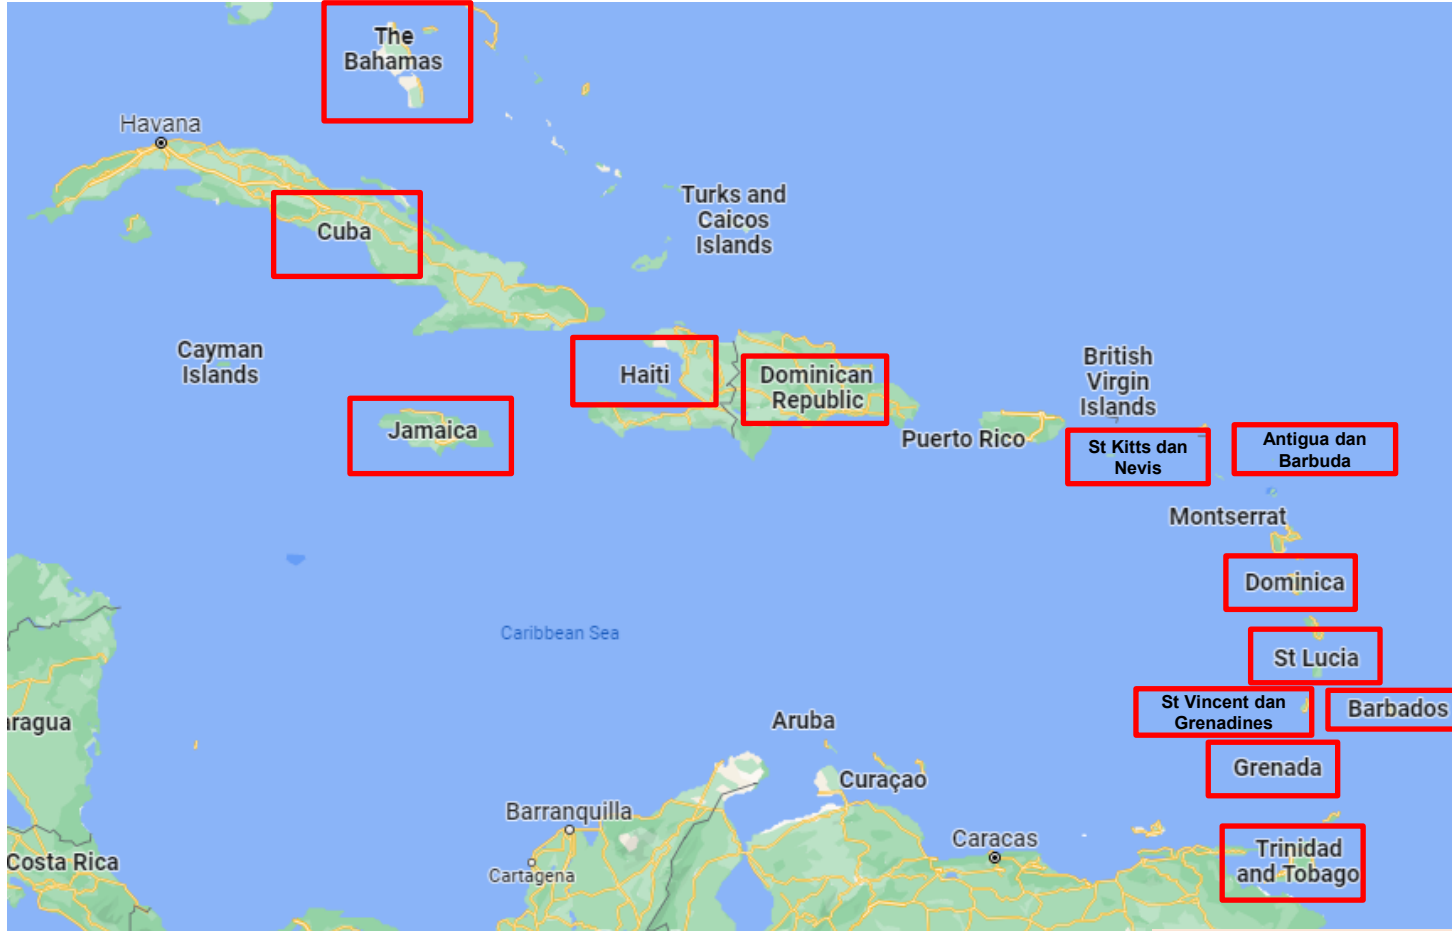 The
Bahamas
Havana
Turks and
Caicos
Islands
Cuba
Cayman
Islands
Haiti
Dominican
Republic
British
Virgin
Islands
Jamaica
Puerto Rico
St Kitts dan
Nevis
Antigua dan
Barbuda
Montserrat
Dominica
Caribbean Sea
St Lucia
St Vincent dan
Grenadines
Barbados
aragua
Aruba
Grenada
Curaçao
Barranquilla
Caracas
Trinidad
and Tobago
Costa Rica
Cartagena